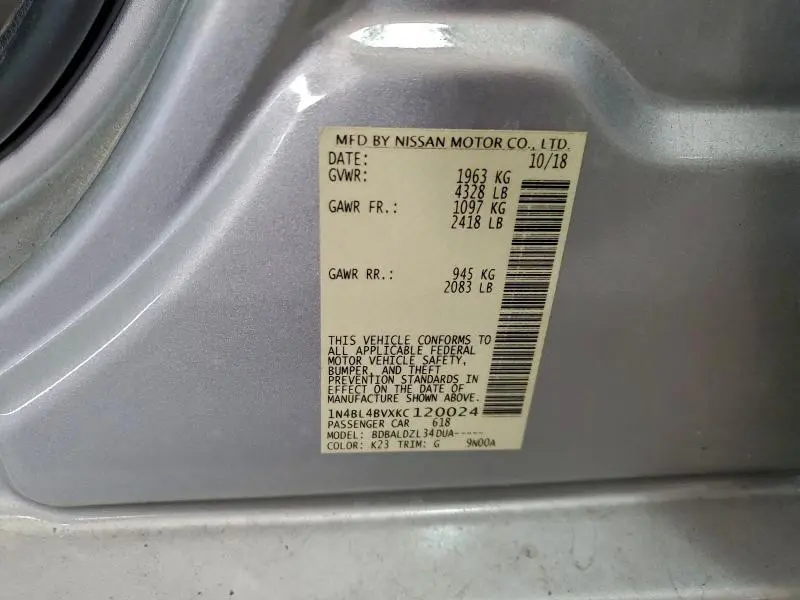 MFD BY NISSAN MOTOR CO., LTD.
DATE: 10/18
GVWR: 1963 KG
4328 LB
GAWR FR.: 1097 KG
2418 LB
GAWR RR.: 945 KG
2083 LB
THIS VEHICLE CONFORMS TO
ALL APPLICABLE FEDERAL
MOTOR VEHICLE SAFETY,
BUMPER, AND THEFT
PREVENTION STANDARDS IN
EFFECT ON THE DATE OF
MANUFACTURE SHOWN ABOVE.
1N4BL4BVXKC120024
PASSENGER CAR 618
MODEL: BDBALDZL34DUA-----
COLOR: K23 TRIM: G 9N00A